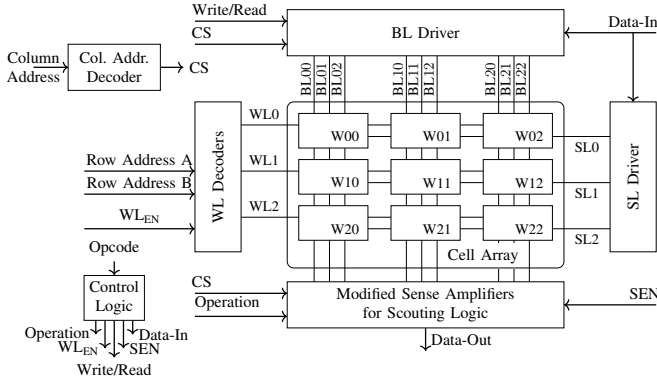 Write/Read
CS
BL Driver
Data-In
Column
Address
Col. Addr.
Decoder
CS
BL00
BL01
BL02
BL10
BL11
BL12
BL20
BL21
BL22
WL Decoders
WL0
WL1
WL2
W00
W01
W02
W10
W11
W12
W20
W21
W22
SL0
SL1
SL2
SL Driver
Row Address A
Row Address B
WLEN
Cell Array
Opcode
Control
Logic
Operation
WLEN
Write/Read
SEN
Data-In
CS
Operation
Modified Sense Amplifiers
for Scouting Logic
SEN
Data-Out